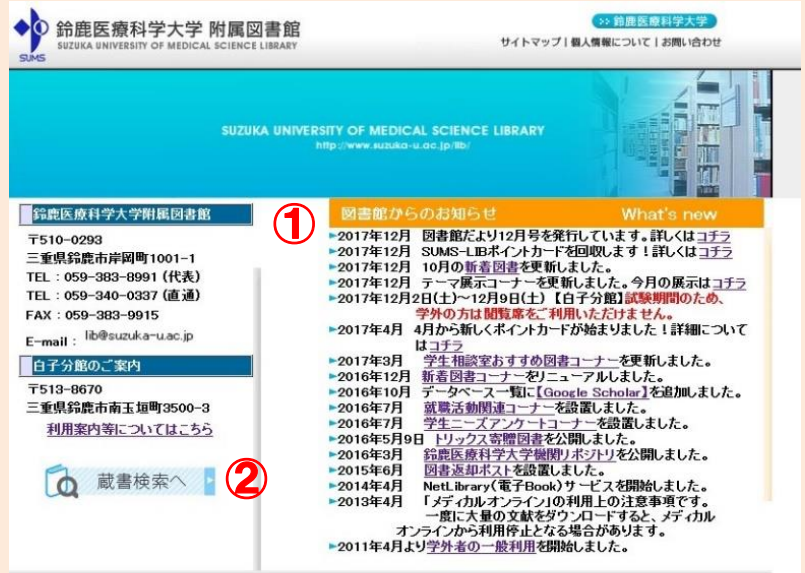 鈴鹿医療科学大学 附属図書館
SUZUKA UNIVERSITY OF MEDICAL SCIENCE LIBRARY
SUMS
>> 鈴鹿医療科学大学
サイトマップ | 個人情報について | お問い合わせ
SUZUKA UNIVERSITY OF MEDICAL SCIENCE LIBRARY
http://www.suzuka-u.ac.jp/lib/
鈴鹿医療科学大学附属図書館
〒510-0293
三重県鈴鹿市岸岡町1001-1
TEL：059-383-8991 (代表)
TEL：059-340-0337 (直通)
FAX：059-383-9915
E-mail： lib@suzuka-u.ac.jp
白子分館のご案内
〒513-8670
三重県鈴鹿市南玉垣町3500-3
利用案内等についてはこちら
蔵書検索へ
②
①
図書館からのお知らせ What's new
2017年12月 図書館だより12月号を発行しています。詳しくはコチラ
2017年12月 SUMS-LIBポイントカードを回収します！詳しくはコチラ
2017年12月 10月の新着図書を更新しました。
2017年12月 テーマ展示コーナーを更新しました。今月の展示はコチラ
2017年12月2日(土)～12月9日(土) 【白子分館】試験期間のため、
学外の方は閲覧席をご利用いただけません。
2017年4月 4月から新しくポイントカードが始まりました！詳細について
はコチラ
2017年3月 学生相談室おすすめ図書コーナーを更新しました。
2016年12月 新着図書コーナーをリニューアルしました。
2016年10月 データベース一覧に【Google Scholar】を追加しました。
2016年7月 就職活動関連コーナーを設置しました。
2016年7月 学生ニーズアンケートコーナーを設置しました。
2016年5月9日 トリックス寄贈図書を公開しました。
2016年3月 鈴鹿医療科学大学機関リポジトリを公開しました。
2015年6月 図書返却ポストを設置しました。
2014年4月 NetLibrary(電子Book)サービスを開始しました。
2013年4月 「メディカルオンライン」の利用上の注意事項です。
一度に大量の文献をダウンロードすると、メディカル
オンラインから利用停止となる場合があります。
2011年4月より学外者の一般利用を開始しました。